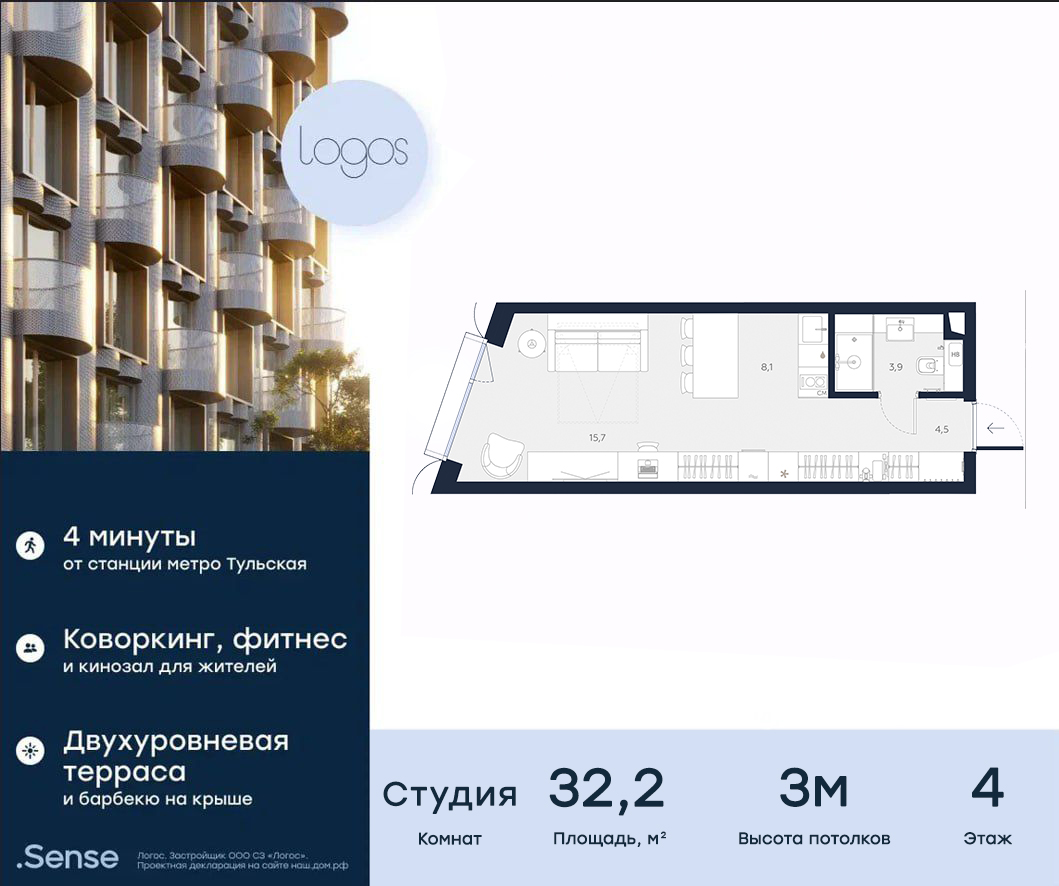 logos
4 минуты
от станции метро Тульская
Коворкинг, фитнес
и кинозал для жителей
Двухуровневая
терраса
и барбекю на крыше
.Sense
Логос. Застройщик ООО СЗ «Логос».
Проектная декларация на сайте наш.дом.рф
8,1
3,9
НВ
СМ
4,5
15,7
Студия
Комнат
32,2
Площадь, м²
3м
Высота потолков
4
Этаж